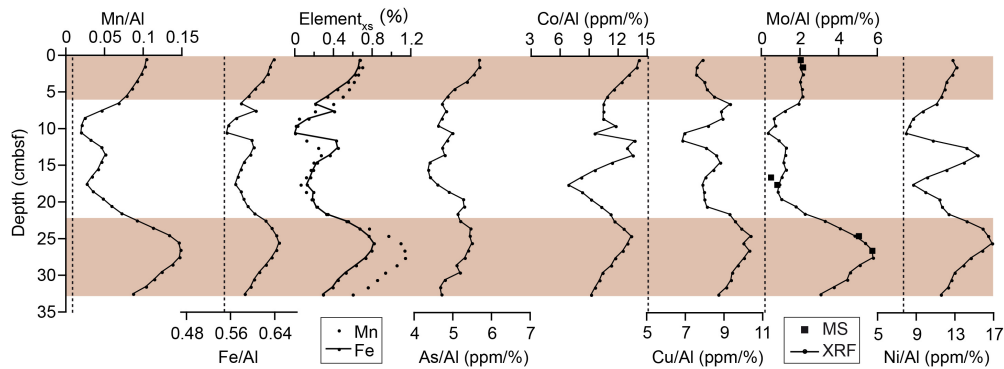 Mn/Al
Element_xs (%)
Co/Al (ppm/%)
Mo/Al (ppm/%)
0 0.05 0.1 0.15
0 0.4 0.8 1.2
3 6 9 12 15
0 2 4 6
0
5
10
15
20
25
30
35
Depth (cmbsf)
0.48 0.56 0.64
Fe/Al
Mn
Fe
4 5 6 7
As/Al (ppm/%)
5 7 9 11
Cu/Al (ppm/%)
MS
XRF
5 9 13 17
Ni/Al (ppm/%)